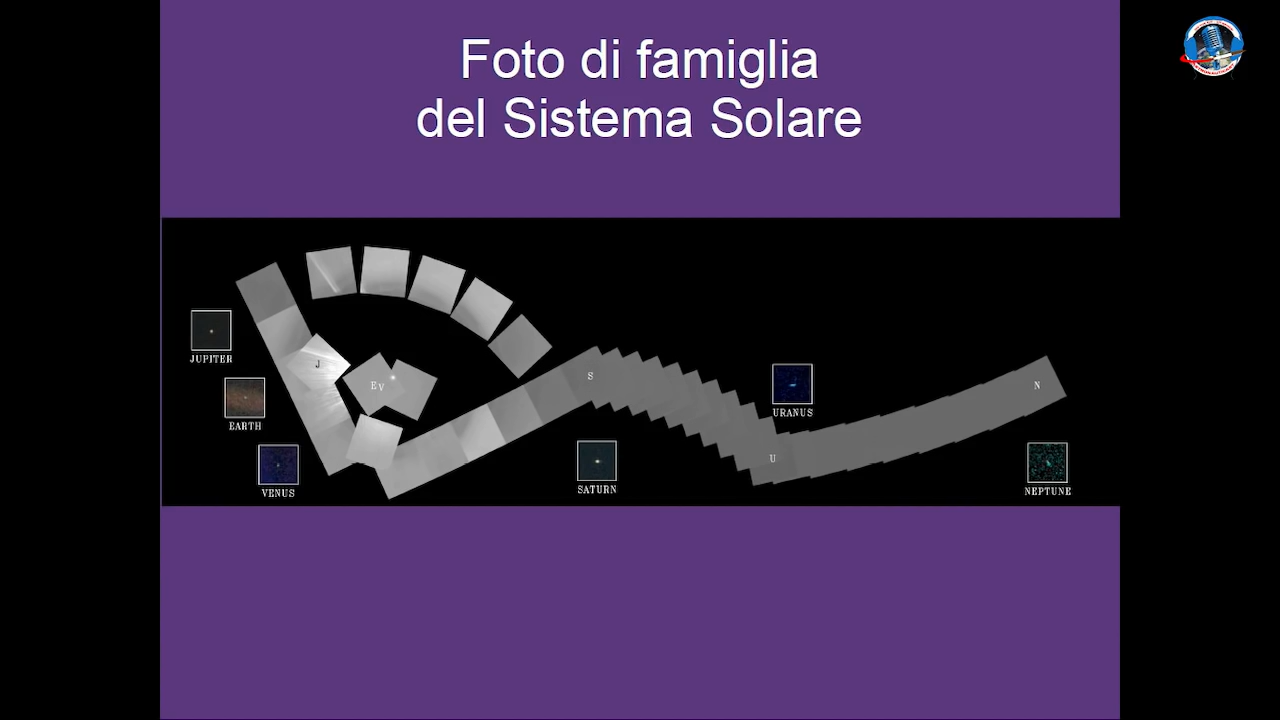 Foto di famiglia
del Sistema Solare
JUPITER
J
EARTH
E V
VENUS
S
SATURN
URANUS
U
N
NEPTUNE